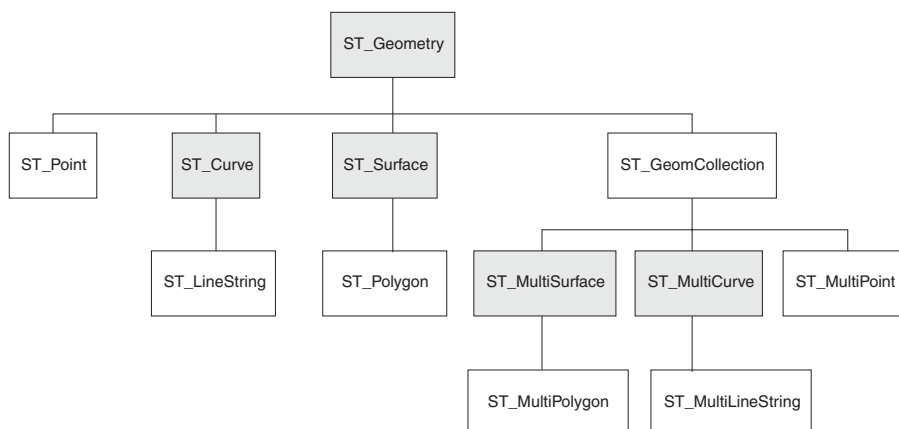 ST_Geometry
ST_Point
ST_Curve
ST_Surface
ST_GeomCollection
ST_LineString
ST_Polygon
ST_MultiSurface
ST_MultiCurve
ST_MultiPoint
ST_MultiPolygon
ST_MultiLineString